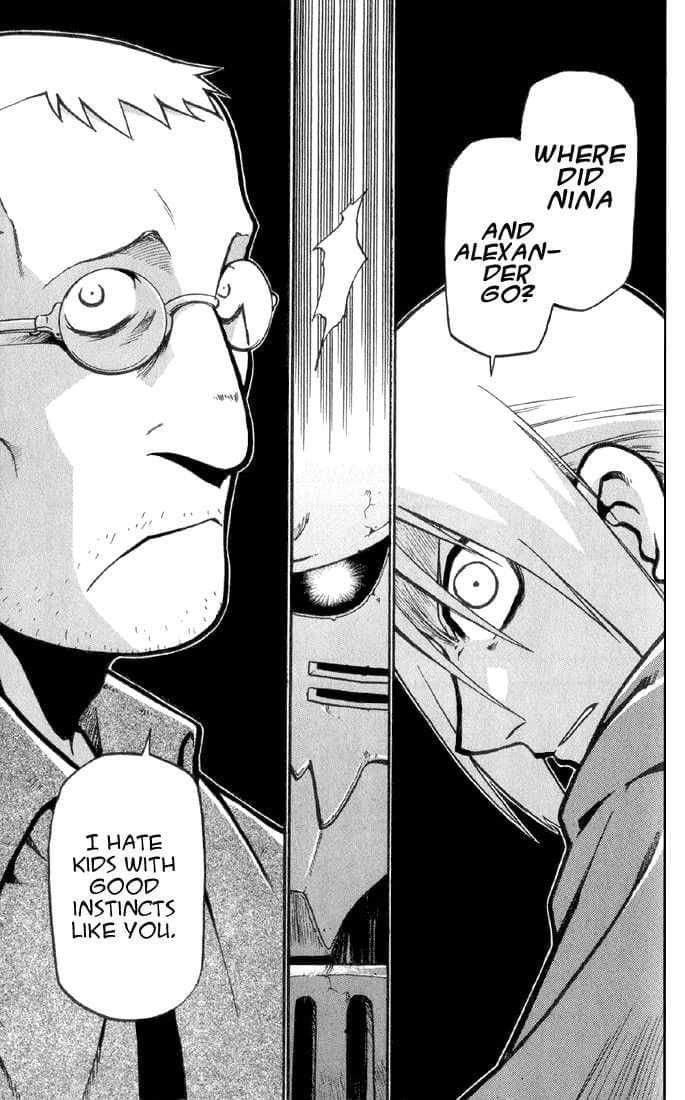 WHERE
DID
NINA
AND
ALEXAN-
DER
GO?
I HATE
KIDS WITH
GOOD
INSTINCTS
LIKE YOU.